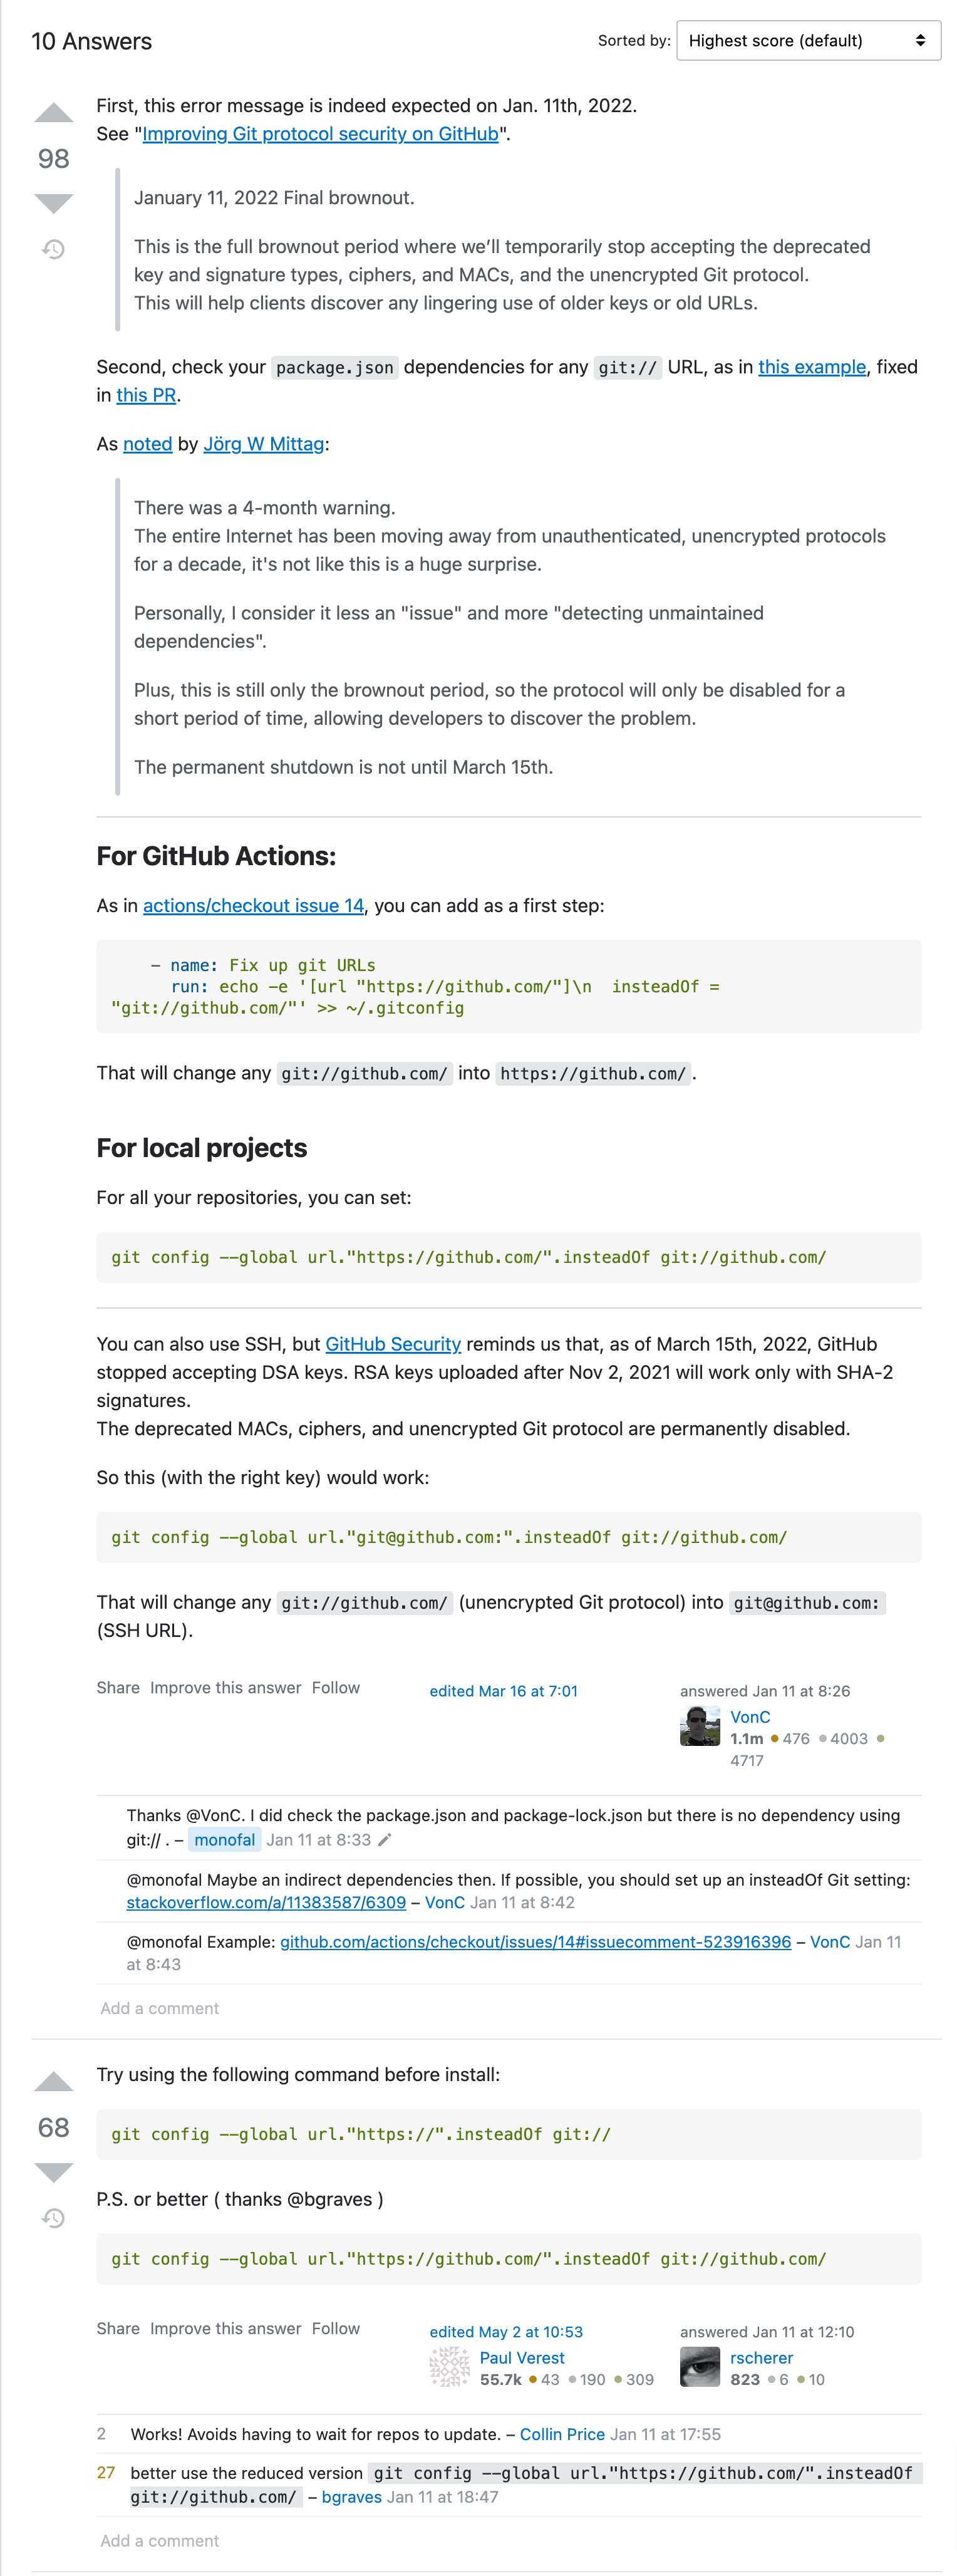 10 Answers
Sorted by: Highest score (default)
98
First, this error message is indeed expected on Jan. 11th, 2022.
See "Improving Git protocol security on GitHub".
January 11, 2022 Final brownout.
This is the full brownout period where we’ll temporarily stop accepting the deprecated
key and signature types, ciphers, and MACs, and the unencrypted Git protocol.
This will help clients discover any lingering use of older keys or old URLs.
Second, check your package.json dependencies for any git:// URL, as in this example, fixed
in this PR.
As noted by Jörg W Mittag:
There was a 4-month warning.
The entire Internet has been moving away from unauthenticated, unencrypted protocols
for a decade, it's not like this is a huge surprise.
Personally, I consider it less an "issue" and more "detecting unmaintained
dependencies".
Plus, this is still only the brownout period, so the protocol will only be disabled for a
short period of time, allowing developers to discover the problem.
The permanent shutdown is not until March 15th.
For GitHub Actions:
As in actions/checkout issue 14, you can add as a first step:
- name: Fix up git URLs
run: echo -e '[url "https://github.com/"]\n  insteadOf =
"git://github.com/"' >> ~/.gitconfig
That will change any git://github.com/ into https://github.com/.
For local projects
For all your repositories, you can set:
git config --global url."https://github.com/".insteadOf git://github.com/
You can also use SSH, but GitHub Security reminds us that, as of March 15th, 2022, GitHub
stopped accepting DSA keys. RSA keys uploaded after Nov 2, 2021 will work only with SHA-2
signatures.
The deprecated MACs, ciphers, and unencrypted Git protocol are permanently disabled.
So this (with the right key) would work:
git config --global url."git@github.com:".insteadOf git://github.com/
That will change any git://github.com/ (unencrypted Git protocol) into git@github.com:
(SSH URL).
Share Improve this answer Follow
edited Mar 16 at 7:01
answered Jan 11 at 8:26
VonC
1.1m ● 476 ● 4003 ●
4717
Thanks @VonC. I did check the package.json and package-lock.json but there is no dependency using
git:// . – monofal Jan 11 at 8:33
@monofal Maybe an indirect dependencies then. If possible, you should set up an insteadOf Git setting:
stackoverflow.com/a/11383587/6309 – VonC Jan 11 at 8:42
@monofal Example: github.com/actions/checkout/issues/14#issuecomment-523916396 – VonC Jan 11
at 8:43
Add a comment
68
Try using the following command before install:
git config --global url."https://".insteadOf git://
P.S. or better ( thanks @bgraves )
git config --global url."https://github.com/".insteadOf git://github.com/
Share Improve this answer Follow
edited May 2 at 10:53
Paul Verest
55.7k ● 43 ● 190 ● 309
answered Jan 11 at 12:10
rscherer
823 ● 6 ● 10
2 Works! Avoids having to wait for repos to update. – Collin Price Jan 11 at 17:55
27 better use the reduced version git config --global url."https://github.com/".insteadOf
git://github.com/ – bgraves Jan 11 at 18:47
Add a comment